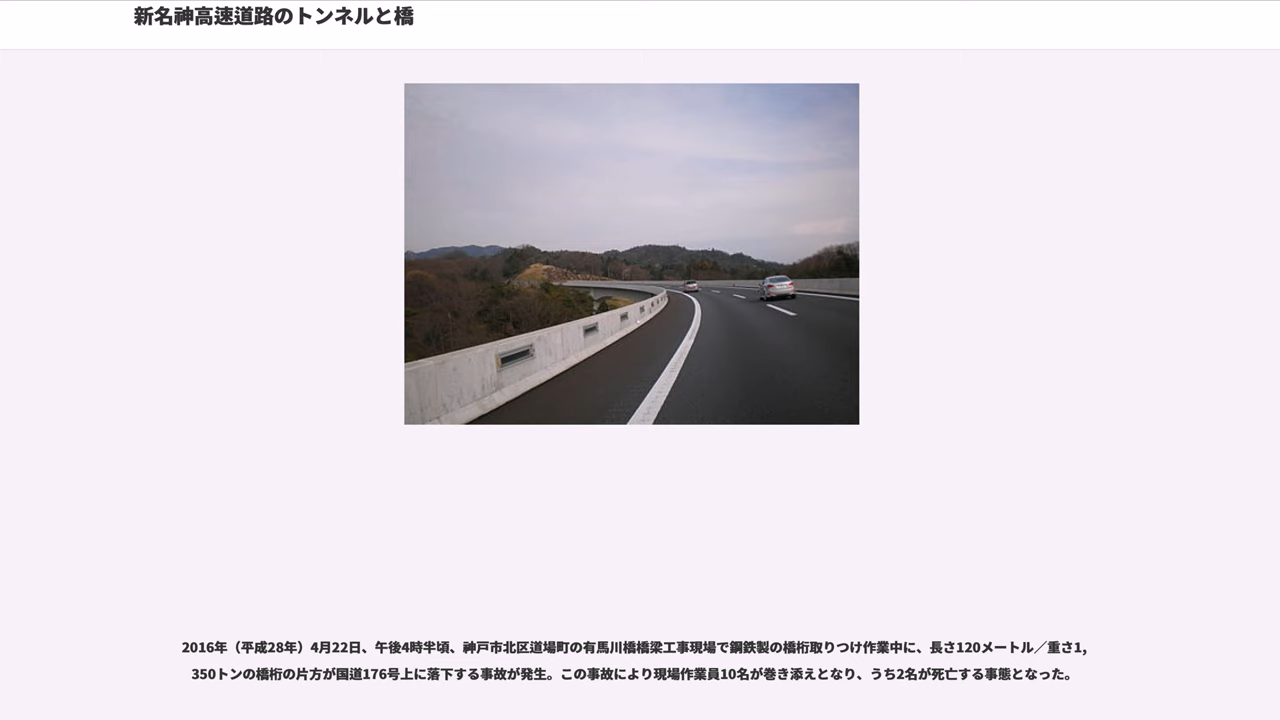 新名神高速道路のトンネルと橋
2016年（平成28年）4月22日、午後4時半頃、神戸市北区道場町の有馬川橋橋梁工事現場で鋼鉄製の橋桁取りつけ作業中に、長さ120メートル／重さ1,
350トンの橋桁の片方が国道176号上に落下する事故が発生。この事故により現場作業員10名が巻き添えとなり、うち2名が死亡する事態となった。